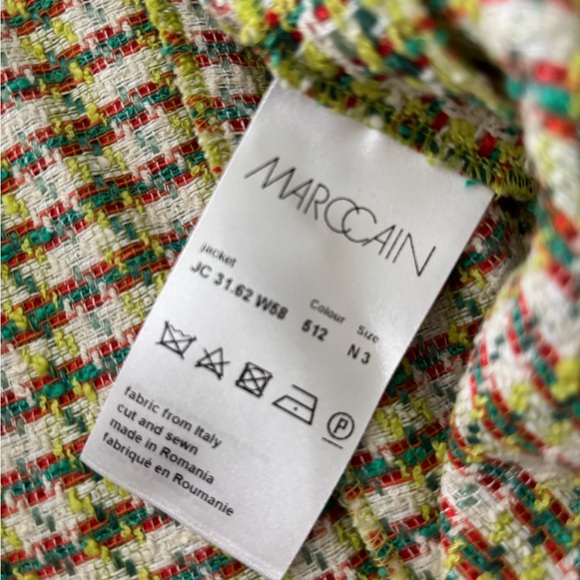 MARCCAIN
jacket Colour Size
JC 31.62 W58 512 N 3
P
fabric from Italy
cut and sewn
made in Romania
fabriqué en Roumanie